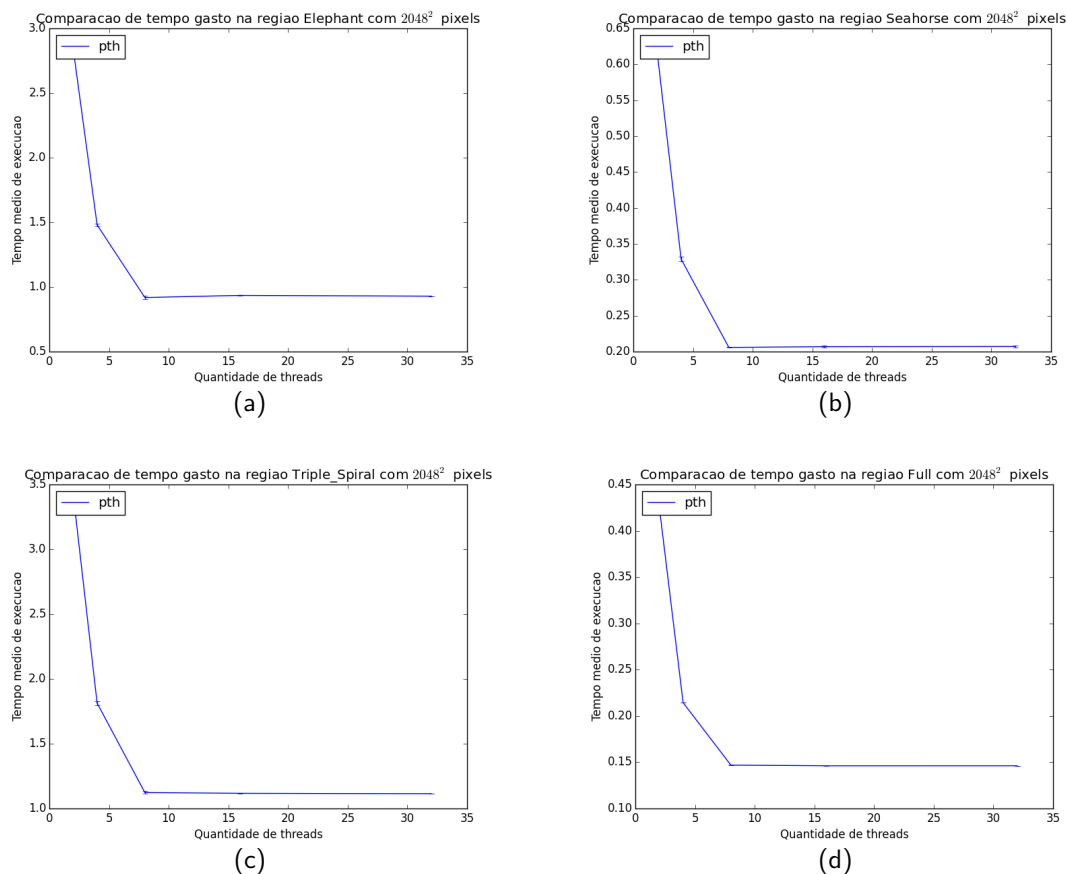 Comparacao de tempo gasto na regiao Elephant com 2048² pixels
pth
3.0
2.5
2.0
1.5
1.0
0.5
Tempo medio de execucao
0 5 10 15 20 25 30 35
Quantidade de threads
(a)
Comparacao de tempo gasto na regiao Seahorse com 2048² pixels
pth
0.65
0.60
0.55
0.50
0.45
0.40
0.35
0.30
0.25
0.20
Tempo medio de execucao
0 5 10 15 20 25 30 35
Quantidade de threads
(b)
Comparacao de tempo gasto na regiao Triple_Spiral com 2048² pixels
pth
3.5
3.0
2.5
2.0
1.5
1.0
Tempo medio de execucao
0 5 10 15 20 25 30 35
Quantidade de threads
(c)
Comparacao de tempo gasto na regiao Full com 2048² pixels
pth
0.45
0.40
0.35
0.30
0.25
0.20
0.15
0.10
Tempo medio de execucao
0 5 10 15 20 25 30 35
Quantidade de threads
(d)